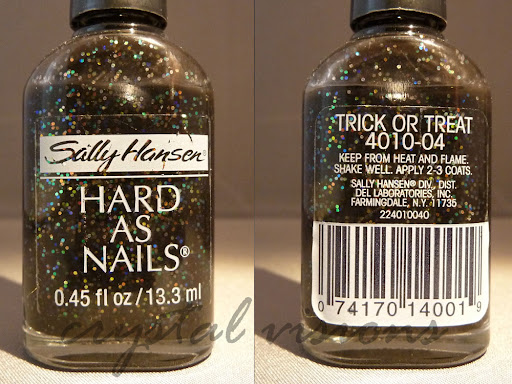 Sally Hansen
HARD
AS
NAILS®
0.45 fl oz/13.3 ml
TRICK OR TREAT
4010-04
KEEP FROM HEAT AND FLAME.
SHAKE WELL. APPLY 2-3 COATS.
SALLY HANSEN® DIV., DIST.
DEL LABORATORIES, INC.
FARMINGDALE, N.Y. 11735
224010040
0 74170 14001 9
crystal visions